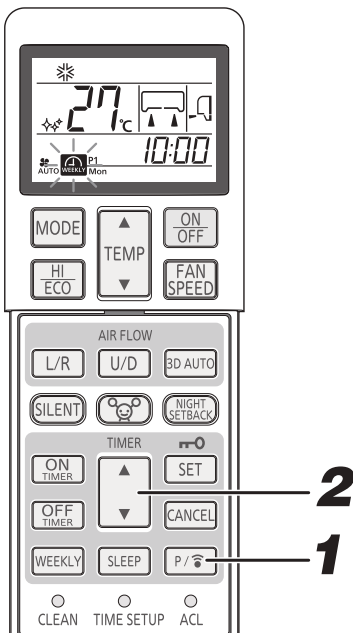 27°C
AUTO WEEKLY P1 Mon 10:00
MODE
TEMP
ON OFF
HI ECO
FAN SPEED
AIR FLOW
L/R U/D 3D AUTO
SILENT
NIGHT SETBACK
TIMER
ON TIMER
SET
OFF TIMER
CANCEL
2
WEEKLY SLEEP P/
1
CLEAN TIME SETUP ACL